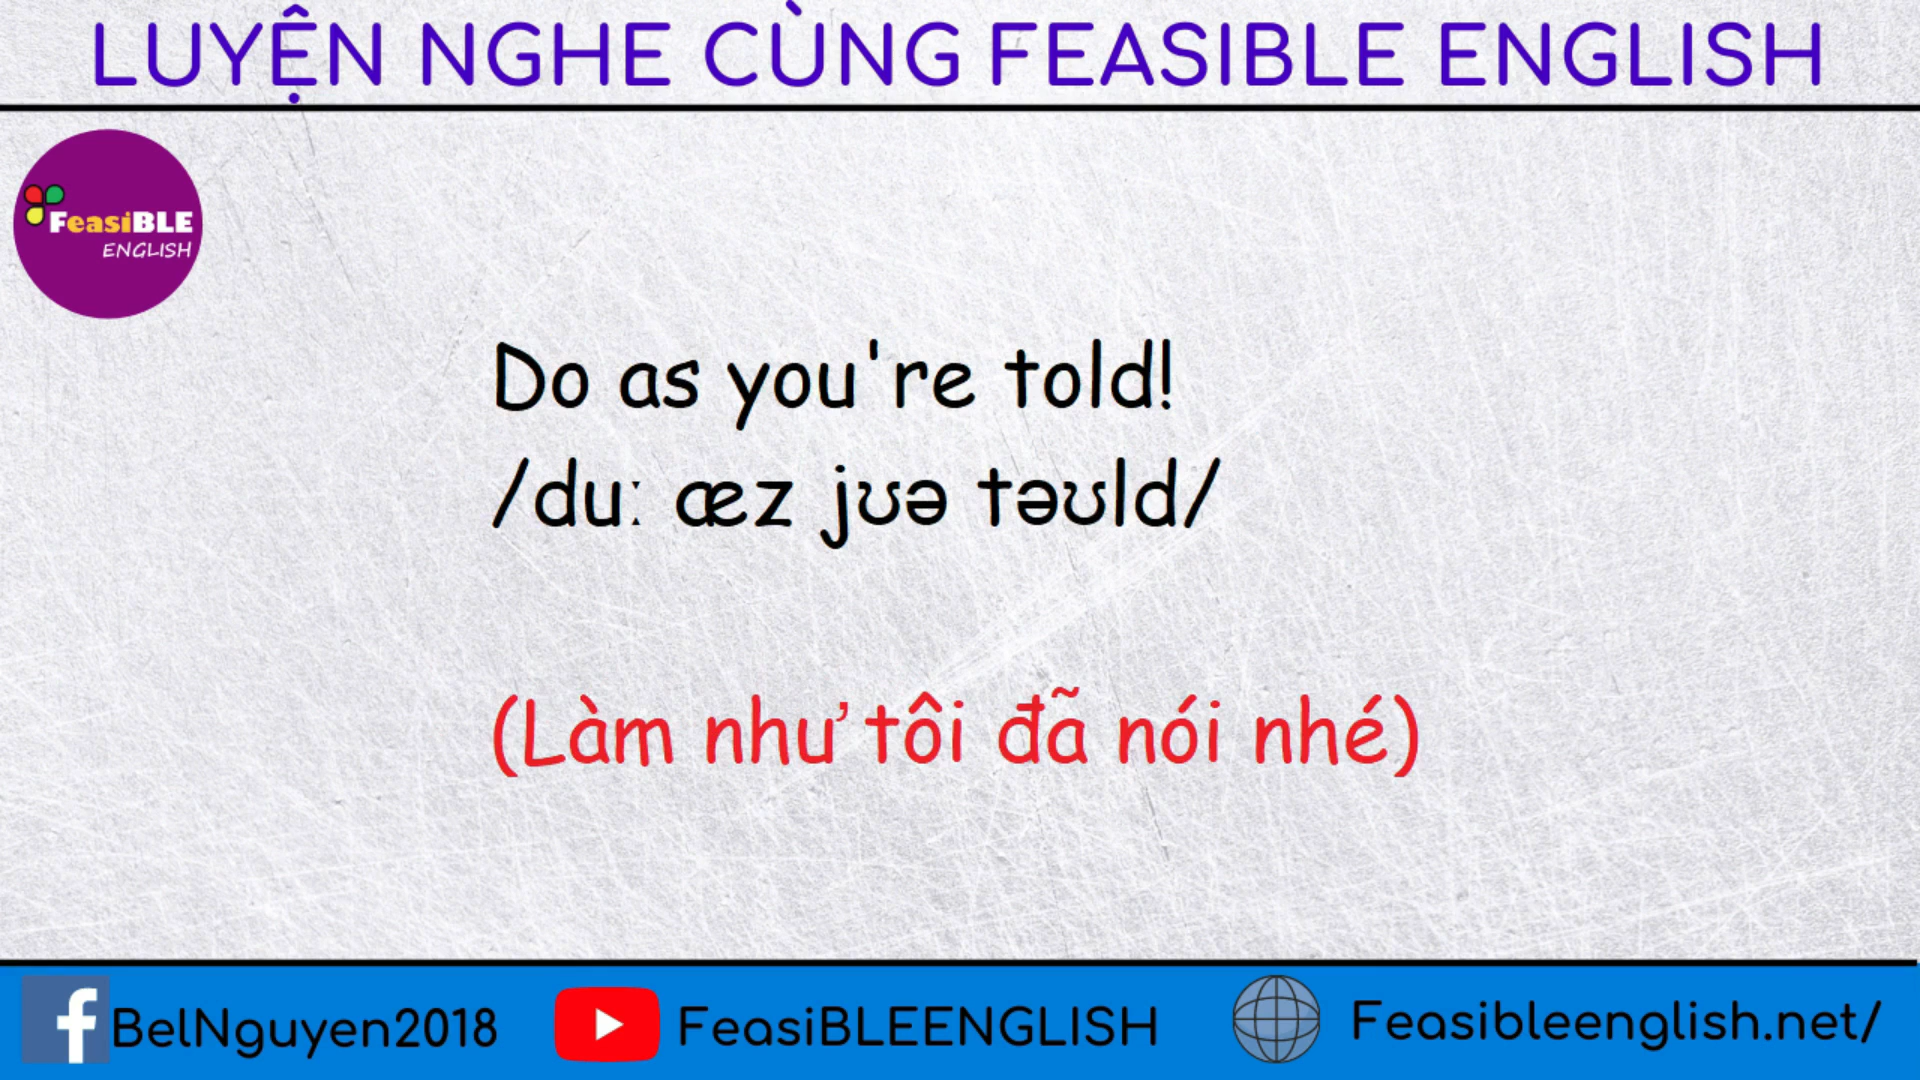 LUYỆN NGHE CÙNG FEASIBLE ENGLISH
FeasiBLE
ENGLISH
Do as you're told!
/duː æz jʊə təʊld/
(Làm như tôi đã nói nhé)
BelNguyen2018
FeasiBLEENGLISH
Feasibleenglish.net/